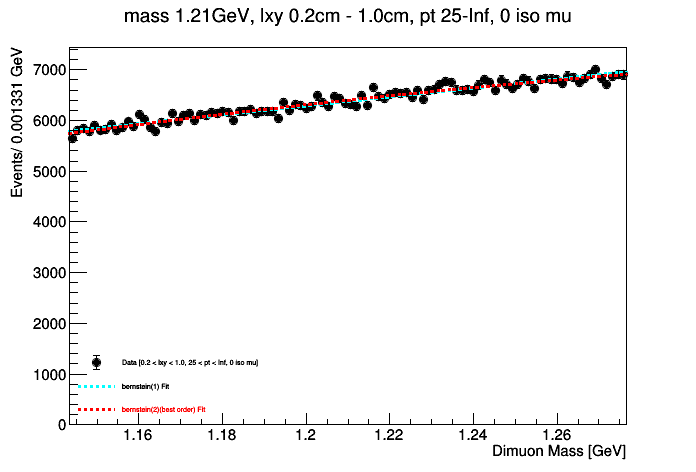 mass 1.21GeV, lxy 0.2cm - 1.0cm, pt 25-Inf, 0 iso mu
Events/ 0.001331 GeV
7000
6000
5000
4000
3000
2000
1000
0
Data [0.2 < lxy < 1.0, 25 < pt < Inf, 0 iso mu]
bernstein(1) Fit
bernstein(2)(best order) Fit
1.16 1.18 1.2 1.22 1.24 1.26
Dimuon Mass [GeV]